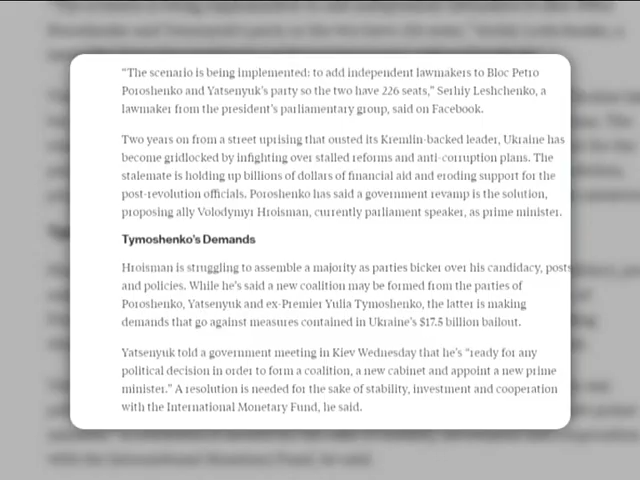 “The scenario is being implemented: to add independent lawmakers to Bloc Petro
Poroshenko and Yatsenyuk’s party so the two have 226 seats,” Serhiy Leshchenko, a
lawmaker from the president’s parliamentary group, said on Facebook.
Two years on from a street uprising that ousted its Kremlin-backed leader, Ukraine has
become gridlocked by infighting over stalled reforms and anti-corruption plans. The
stalemate is holding up billions of dollars of financial aid and eroding support for the
post-revolution officials. Poroshenko has said a government revamp is the solution,
proposing ally Volodymyr Hroisman, currently parliament speaker, as prime minister.
Tymoshenko’s Demands
Hroisman is struggling to assemble a majority as parties bicker over his candidacy, posts
and policies. While he’s said a new coalition may be formed from the parties of
Poroshenko, Yatsenyuk and ex-Premier Yulia Tymoshenko, the latter is making
demands that go against measures contained in Ukraine’s $17.5 billion bailout.
Yatsenyuk told a government meeting in Kiev Wednesday that he’s “ready for any
political decision in order to form a coalition, a new cabinet and appoint a new prime
minister.” A resolution is needed for the sake of stability, investment and cooperation
with the International Monetary Fund, he said.